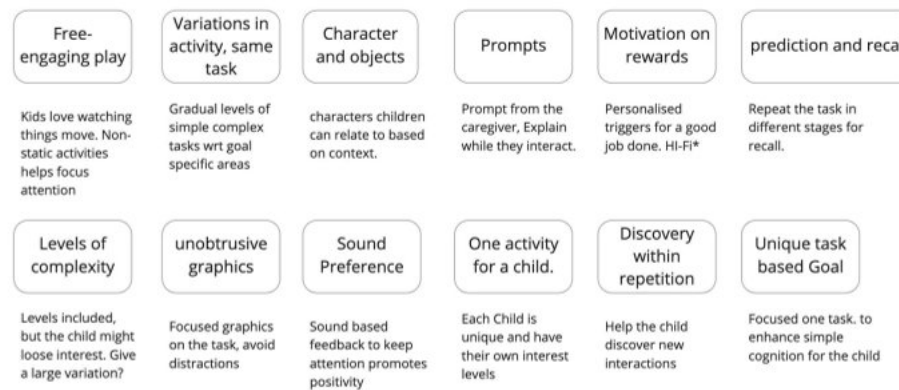 Free-
engaging play
Variations in
activity, same
task
Character
and objects
Prompts
Motivation on
rewards
prediction and reca
Kids love watching
things move. Non-
static activities
helps focus
attention
Gradual levels of
simple complex
tasks wrt goal
specific areas
characters children
can relate to based
on context.
Prompt from the
caregiver, Explain
while they interact.
Personalised
triggers for a good
job done. HI-Fi*
Repeat the task in
different stages for
recall.
Levels of
complexity
unobtrusive
graphics
Sound
Preference
One activity
for a child.
Discovery
within
repetition
Unique task
based Goal
Levels included,
but the child might
loose interest. Give
a large variation?
Focused graphics
on the task, avoid
distractions
Sound based
feedback to keep
attention promotes
positivity
Each Child is
unique and have
their own interest
levels
Help the child
discover new
interactions
Focused one task. to
enhance simple
cognition for the child